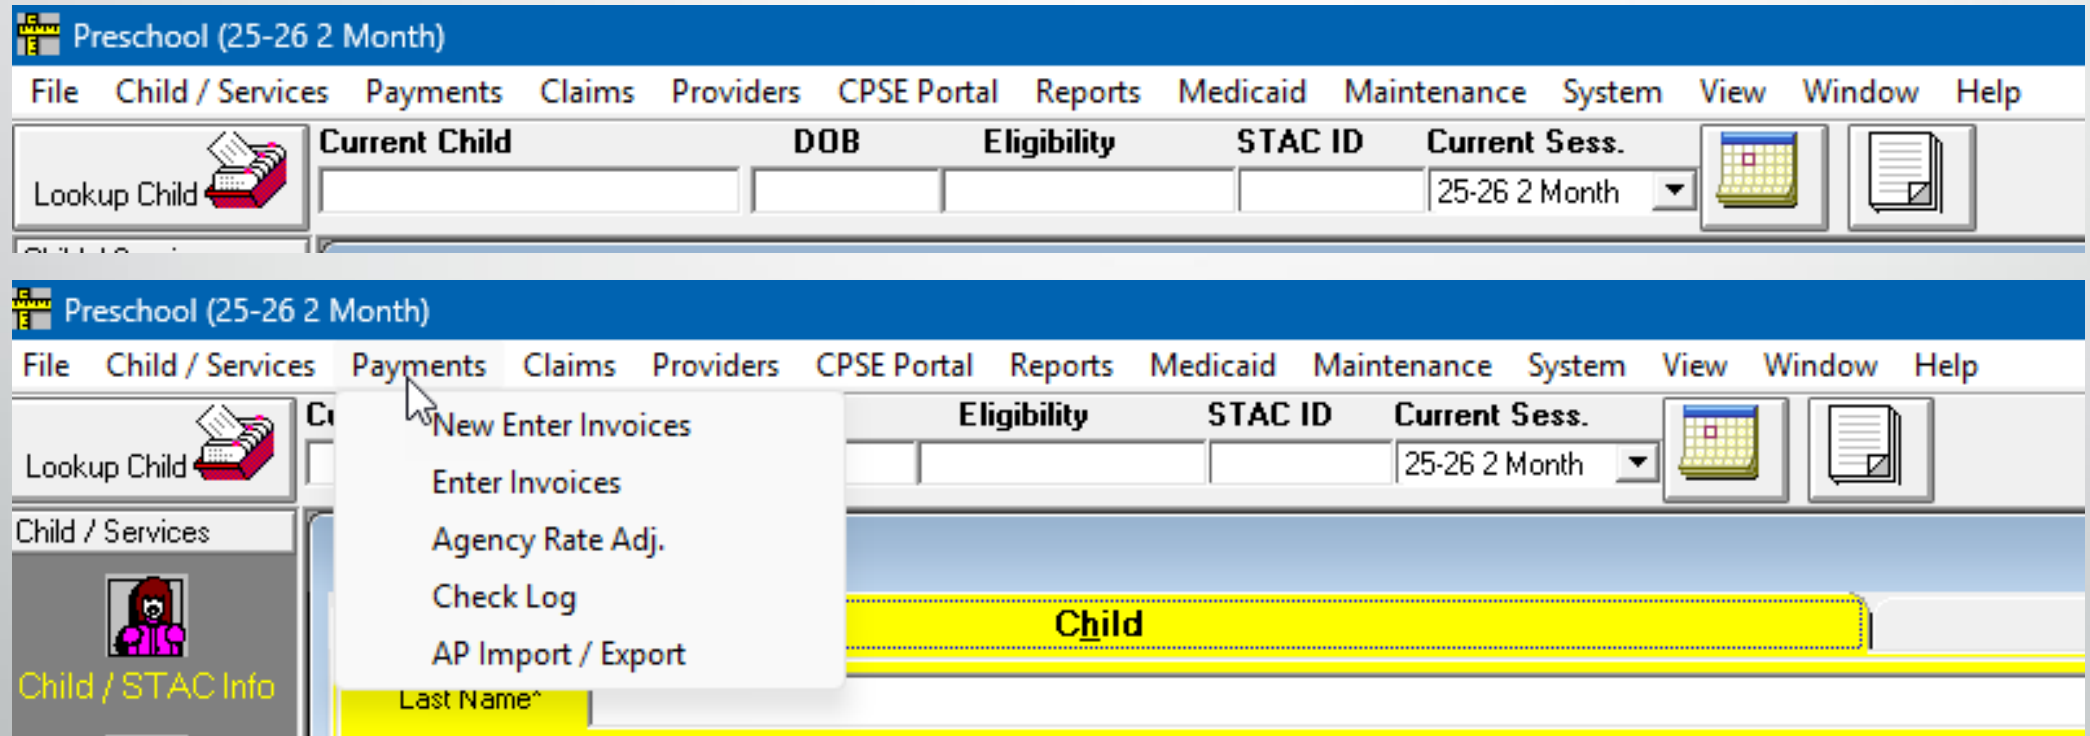 Preschool (25-26 2 Month)
File Child / Services Payments Claims Providers CPSE Portal Reports Medicaid Maintenance System View Window Help
Current Child DOB Eligibility STAC ID Current Sess.
Lookup Child 25-26 2 Month
Preschool (25-26 2 Month)
File Child / Services Payments Claims Providers CPSE Portal Reports Medicaid Maintenance System View Window Help
Eligibility STAC ID Current Sess.
New Enter Invoices
Lookup Child 25-26 2 Month
Enter Invoices
Child / Services
Agency Rate Adj.
Check Log
Child
AP Import / Export
Child / STAC Info
Last Name*